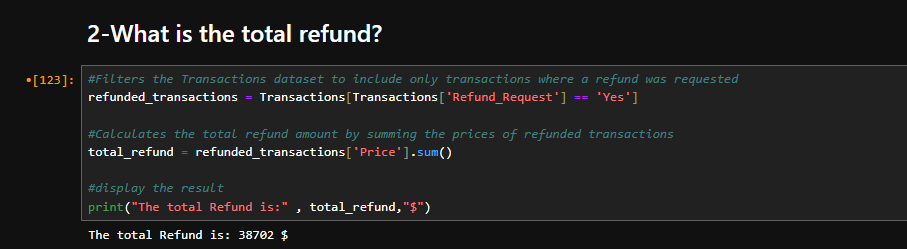 2-What is the total refund?
•[123]:
#Filters the Transactions dataset to include only transactions where a refund was requested
refunded_transactions = Transactions[Transactions['Refund_Request'] == 'Yes']
#Calculates the total refund amount by summing the prices of refunded transactions
total_refund = refunded_transactions['Price'].sum()
#display the result
print("The total Refund is:" , total_refund,"$")
The total Refund is: 38702 $